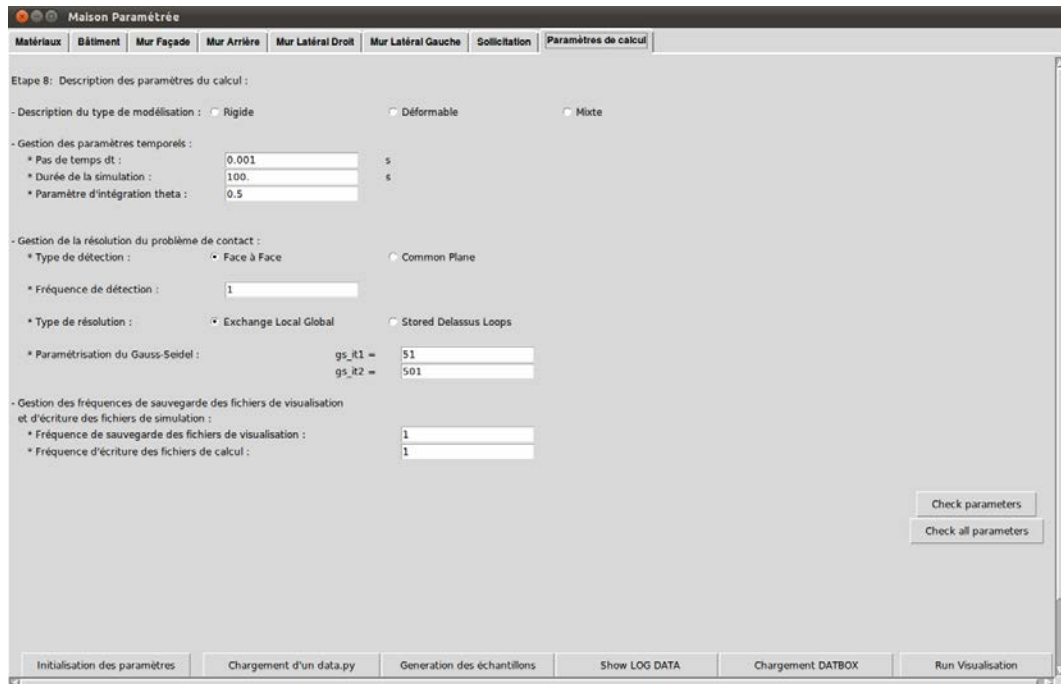 Maison Paramétrée
Matériaux Bâtiment Mur Façade Mur Arrière Mur Latéral Droit Mur Latéral Gauche Sollicitation Paramètres de calcul
Etape 8: Description des paramètres du calcul :
- Description du type de modélisation : Rigide Déformable Mixte
- Gestion des paramètres temporels :
* Pas de temps dt : 0.001 s
* Durée de la simulation : 100. s
* Paramètre d'intégration theta : 0.5
- Gestion de la résolution du problème de contact :
* Type de détection : Face à Face Common Plane
* Fréquence de détection : 1
* Type de résolution : Exchange Local Global Stored Delassus Loops
* Paramétrisation du Gauss-Seidel : gs_it1 = 51
gs_it2 = 501
- Gestion des fréquences de sauvegarde des fichiers de visualisation
et d'écriture des fichiers de simulation :
* Fréquence de sauvegarde des fichiers de visualisation : 1
* Fréquence d'écriture des fichiers de calcul : 1
Check parameters
Check all parameters
Initialisation des paramètres Chargement d'un data.py Generation des échantillons Show LOG DATA Chargement DATBOX Run Visualisation